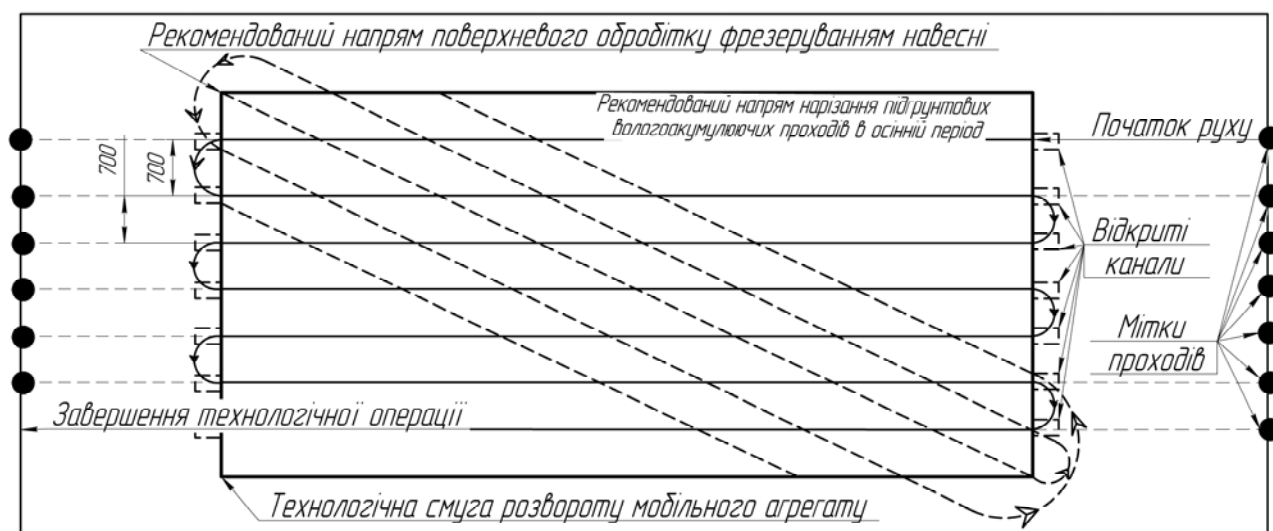 Рекомендований напрям поверхневого обробітку фрезеруванням навесні
Рекомендований напрям нарізання підгрунтових
вологоакумулюючих проходів в осінній період
Початок руху
700
700
Відкриті
канали
Мітки
проходів
Завершення технологічної операції
Технологічна смуга розвороту мобільного агрегату